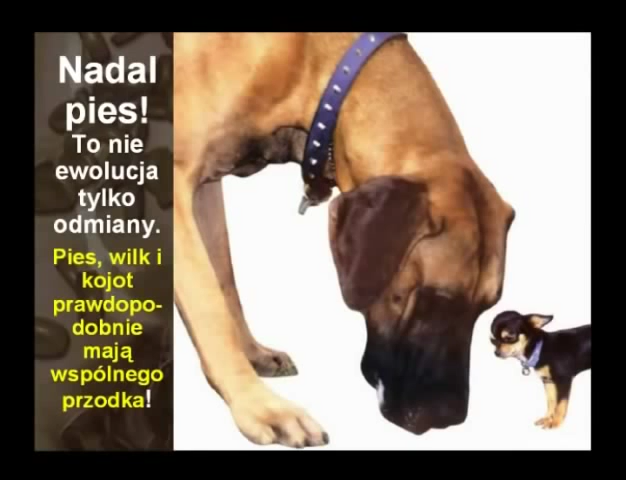 Nadal
pies!
To nie
ewolucja
tylko
odmiany.
Pies, wilk i
kojot
prawdopo-
dobnie
mają
wspólnego
przodka!